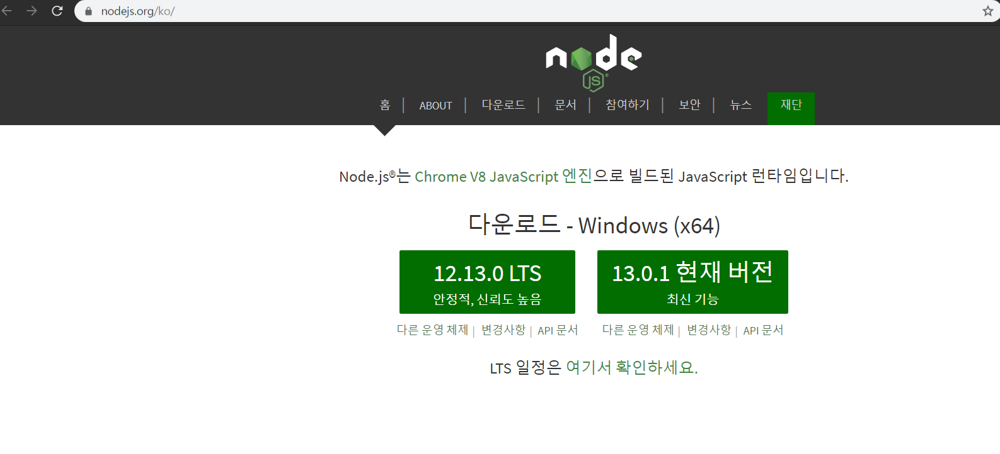 nodejs.org/ko/
node
JS®
홈 | ABOUT | 다운로드 | 문서 | 참여하기 | 보안 | 뉴스 재단
Node.js®는 Chrome V8 JavaScript 엔진으로 빌드된 JavaScript 런타임입니다.
다운로드 - Windows (x64)
12.13.0 LTS 13.0.1 현재 버전
안정적, 신뢰도 높음 최신 기능
다른 운영 체제 | 변경사항 | API 문서 다른 운영 체제 | 변경사항 | API 문서
LTS 일정은 여기서 확인하세요.